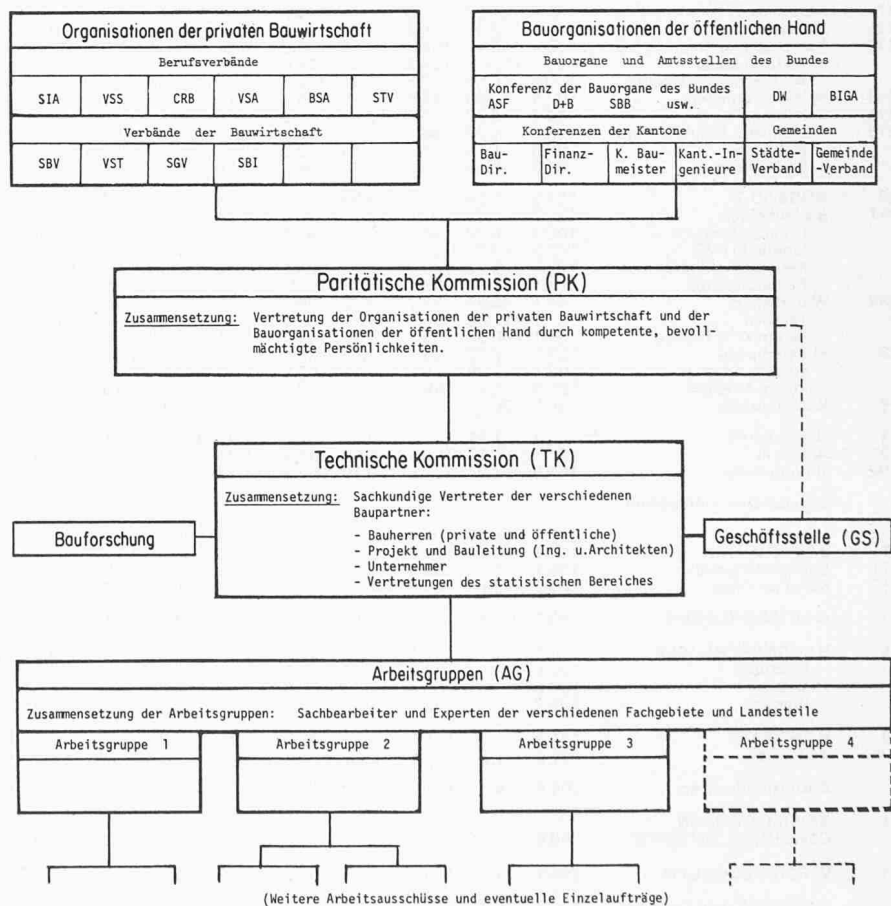 Organisationen der privaten Bauwirtschaft
Berufsverbände
SIA VSS CRB VSA BSA STV
Verbände der Bauwirtschaft
SBV VST SGV SBI
Bauorganisationen der öffentlichen Hand
Bauorgane und Amtsstellen des Bundes
Konferenz der Bauorgane des Bundes
ASF D+B SBB usw.
DW BIGA
Konferenzen der Kantone Gemeinden
Bau-
Dir.
Finanz-
Dir.
K. Bau-
meister
Kant.-In-
genieure
Städte-
Verband
Gemeinde
-Verband
Paritätische Kommission (PK)
Zusammensetzung: Vertretung der Organisationen der privaten Bauwirtschaft und der
Bauorganisationen der öffentlichen Hand durch kompetente, bevoll-
mächtigte Persönlichkeiten.
Technische Kommission (TK)
Zusammensetzung: Sachkundige Vertreter der verschiedenen
Baupartner:
- Bauherren (private und öffentliche)
- Projekt und Bauleitung (Ing. u.Architekten)
- Unternehmer
- Vertretungen des statistischen Bereiches
Bauforschung
Geschäftsstelle (GS)
Arbeitsgruppen (AG)
Zusammensetzung der Arbeitsgruppen: Sachbearbeiter und Experten der verschiedenen Fachgebiete und Landesteile
Arbeitsgruppe 1 Arbeitsgruppe 2 Arbeitsgruppe 3 Arbeitsgruppe 4
(Weitere Arbeitsausschüsse und eventuelle Einzelaufträge)